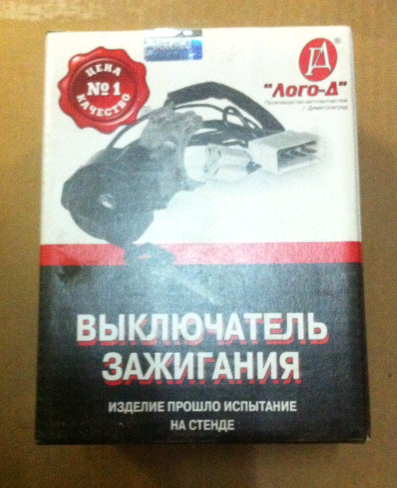 ЦЕНА
№1
КАЧЕСТВО
Д
®
"Лого-Д"
Производство автозапчастей
г. Димитровград
ВЫКЛЮЧАТЕЛЬ
ЗАЖИГАНИЯ
ИЗДЕЛИЕ ПРОШЛО ИСПЫТАНИЕ
НА СТЕНДЕ